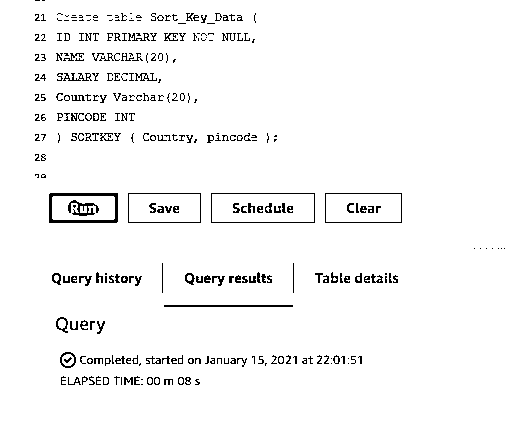 21 Create table Sort_Key_Data (
22 ID INT PRIMARY KEY NOT NULL,
23 NAME VARCHAR(20),
24 SALARY DECIMAL,
25 Country Varchar(20),
26 PINCODE INT
27 ) SORTKEY ( Country, pincode );
28
Run Save Schedule Clear
Query history Query results Table details
Query
Completed, started on January 15, 2021 at 22:01:51
ELAPSED TIME: 00 m 08 s